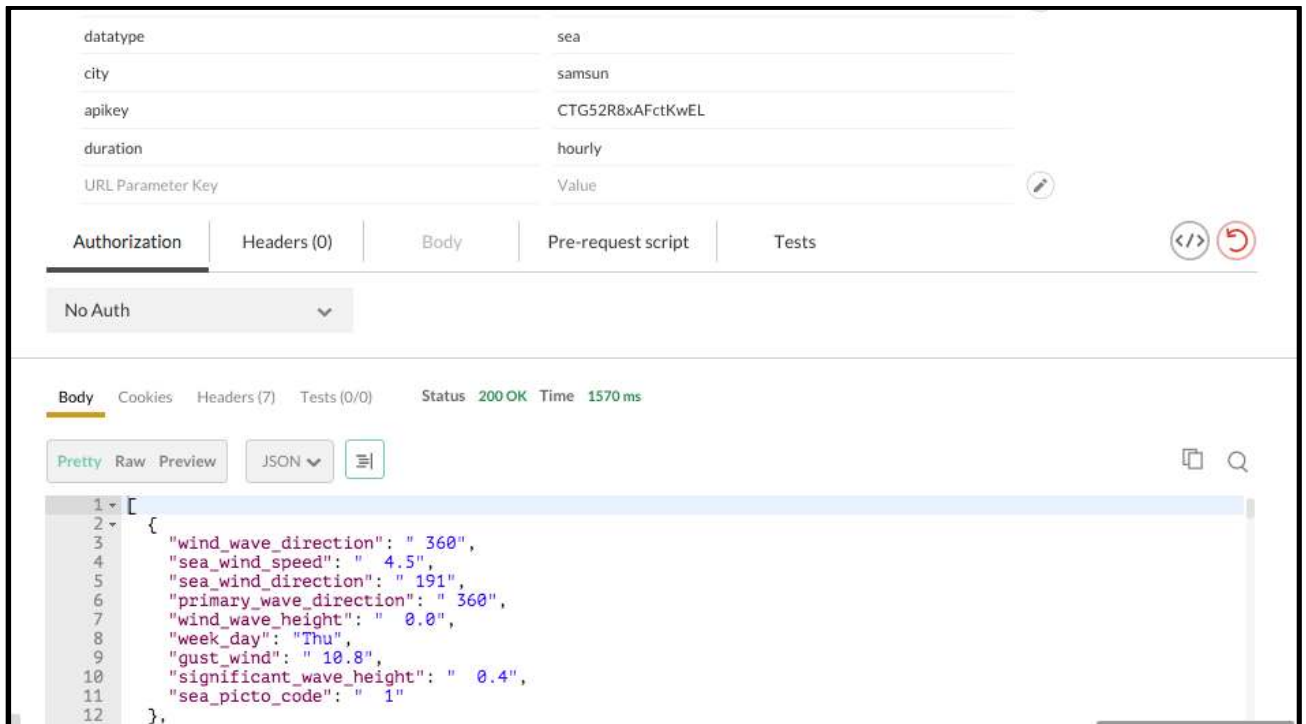 datatype sea
city samsun
apikey CTG52R8xAFctKwEL
duration hourly
URL Parameter Key Value
Authorization Headers (0) Body Pre-request script Tests </>
No Auth
Body Cookies Headers (7) Tests (0/0) Status 200 OK Time 1570 ms
Pretty Raw Preview JSON
1 [
2 {
3 "wind_wave_direction": " 360",
4 "sea_wind_speed": "  4.5",
5 "sea_wind_direction": " 191",
6 "primary_wave_direction": " 360",
7 "wind_wave_height": "  0.0",
8 "week_day": "Thu",
9 "gust_wind": " 10.8",
10 "significant_wave_height": "  0.4",
11 "sea_picto_code": "  1"
12 },